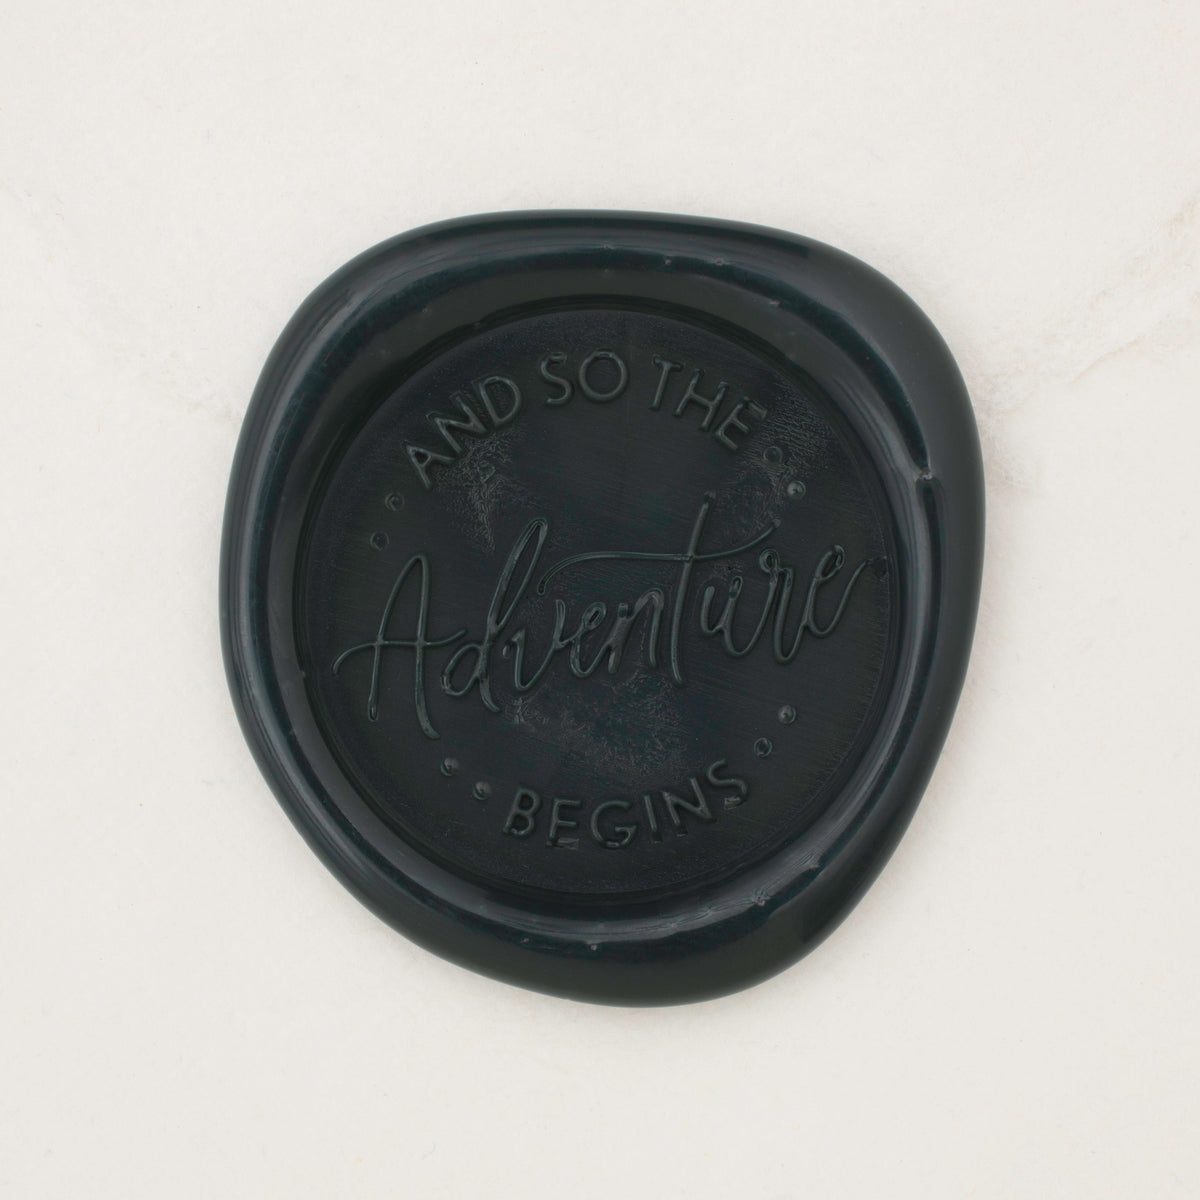 AND SO THE
Adventure
BEGINS